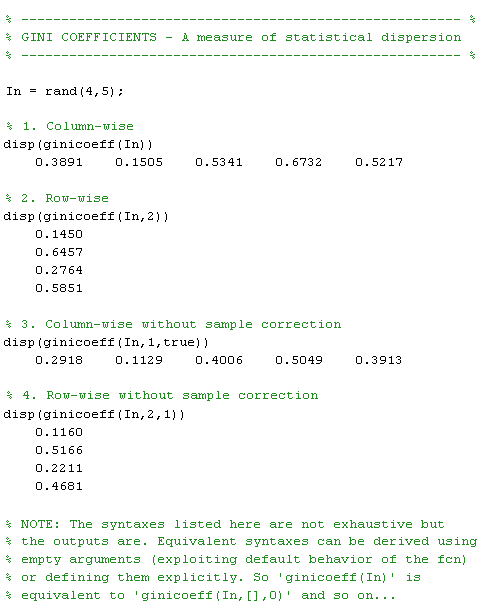 % -------------------------------------------------------- %
% GINI COEFFICIENTS - A measure of statistical dispersion
% -------------------------------------------------------- %
In = rand(4,5);
% 1. Column-wise
disp(ginicoeff(In))
0.3891 0.1505 0.5341 0.6732 0.5217
% 2. Row-wise
disp(ginicoeff(In,2))
0.1450
0.6457
0.2764
0.5851
% 3. Column-wise without sample correction
disp(ginicoeff(In,1,true))
0.2918 0.1129 0.4006 0.5049 0.3913
% 4. Row-wise without sample correction
disp(ginicoeff(In,2,1))
0.1160
0.5166
0.2211
0.4681
% NOTE: The syntaxes listed here are not exhaustive but
% the outputs are. Equivalent syntaxes can be derived using
% empty arguments (exploiting default behavior of the fcn)
% or defining them explicitly. So 'ginicoeff(In)' is
% equivalent to 'ginicoeff(In,[],0)' and so on...